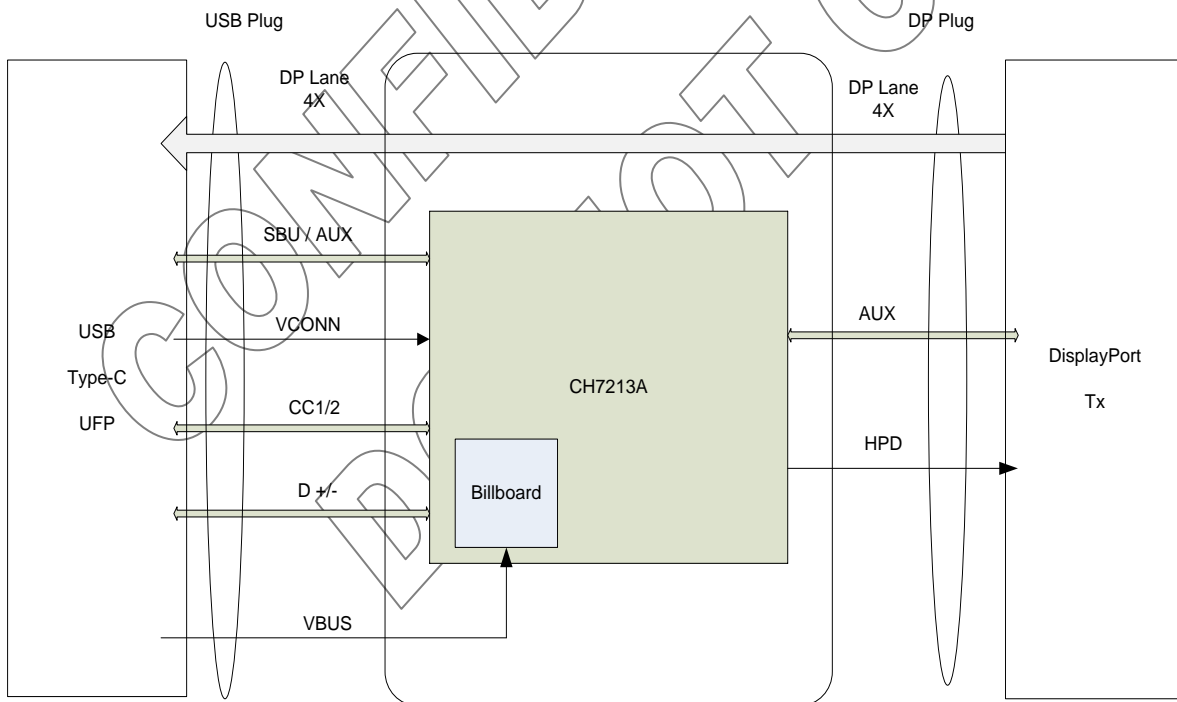 USB Plug
DP Plug
DP Lane
4X
DP Lane
4X
SBU / AUX
VCONN
USB
Type-C
UFP
CC1/2
D +/-
VBUS
CH7213A
Billboard
AUX
HPD
DisplayPort
Tx